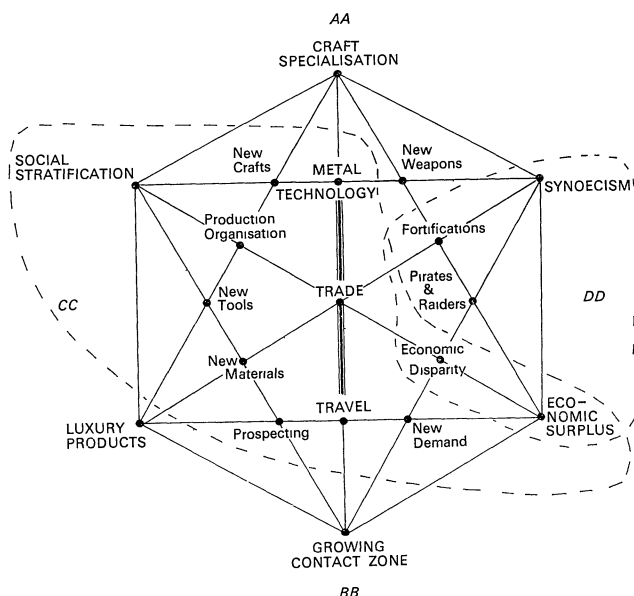 AA
CRAFT
SPECIALISATION
New
Crafts
METAL
TECHNOLOGY
New
Weapons
SOCIAL
STRATIFICATION
SYNOECISM
Production
Organisation
Fortifications
CC
New
Tools
TRADE
Pirates
&
Raiders
DD
New
Materials
Economic
Disparity
LUXURY
PRODUCTS
Prospecting
TRAVEL
New
Demand
ECO-
NOMIC
SURPLUS
GROWING
CONTACT ZONE
BB